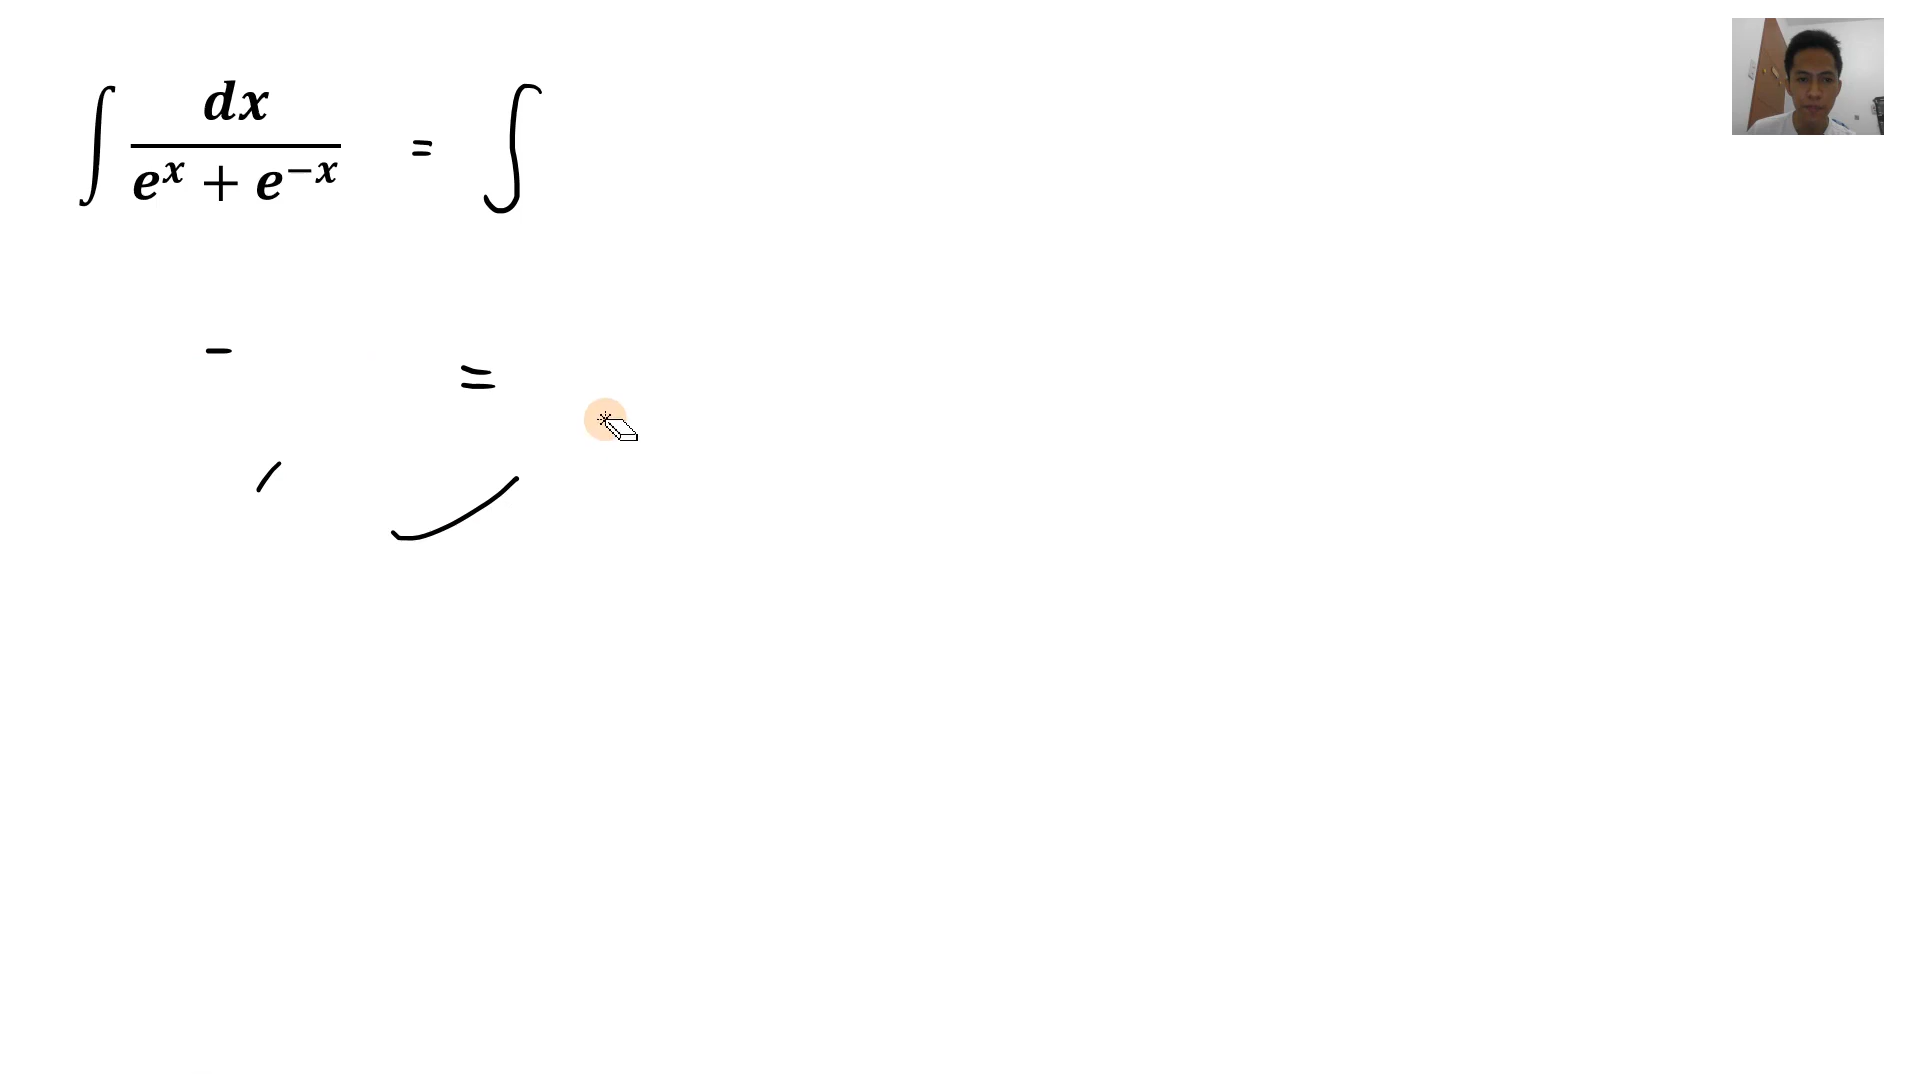 ∫ dx / (e^x + e^{-x}) = ∫
-
=